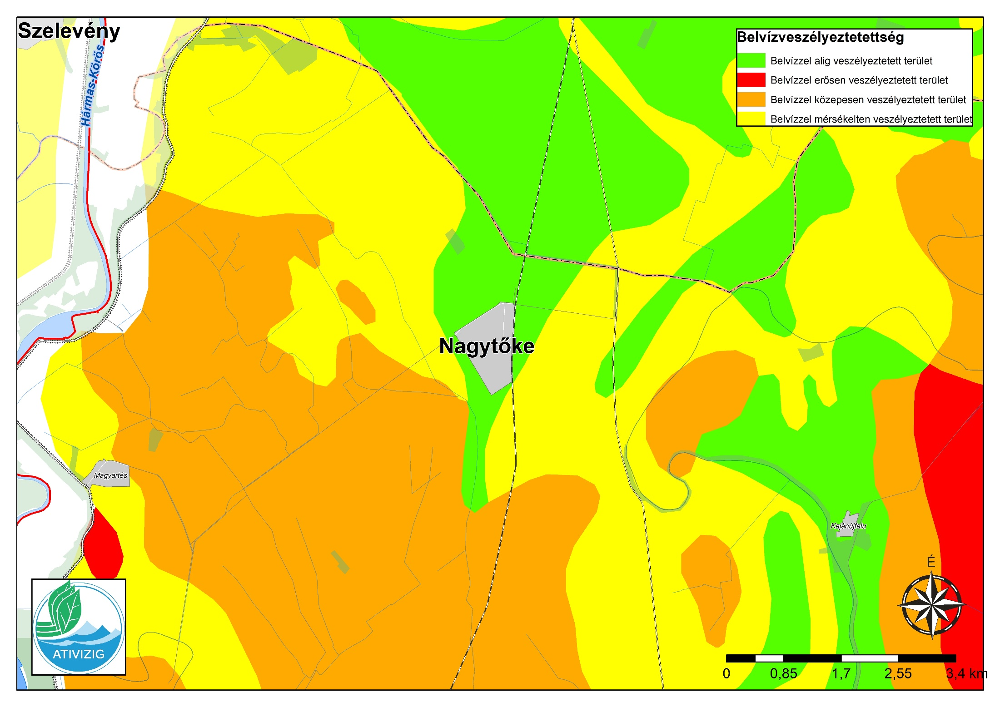 Szelevény
Hármas-Körös
Belvízveszélyeztetettség
Belvízzel alig veszélyeztetett terület
Belvízzel erősen veszélyeztetett terület
Belvízzel közepesen veszélyeztetett terület
Belvízzel mérsékelten veszélyeztetett terület
Nagytőke
Magyartés
Kajánújfalu
É
ATIVIZIG
0 0,85 1,7 2,55 3,4 km